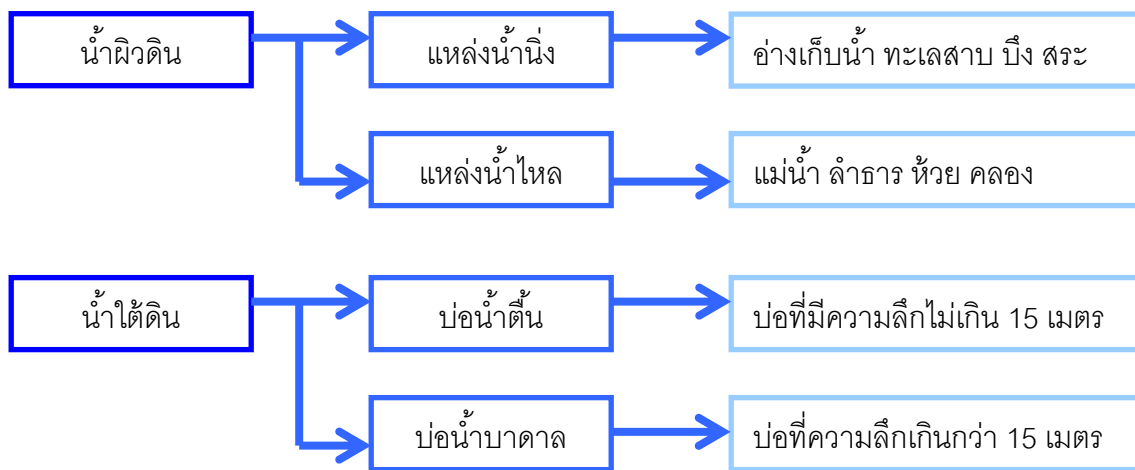 น้ำผิวดิน
แหล่งน้ำนิ่ง
อ่างเก็บน้ำ ทะเลสาบ บึง สระ
แหล่งน้ำไหล
แม่น้ำ ลำธาร ห้วย คลอง
น้ำใต้ดิน
บ่อน้ำตื้น
บ่อที่มีความลึกไม่เกิน 15 เมตร
บ่อน้ำบาดาล
บ่อที่ความลึกเกินกว่า 15 เมตร